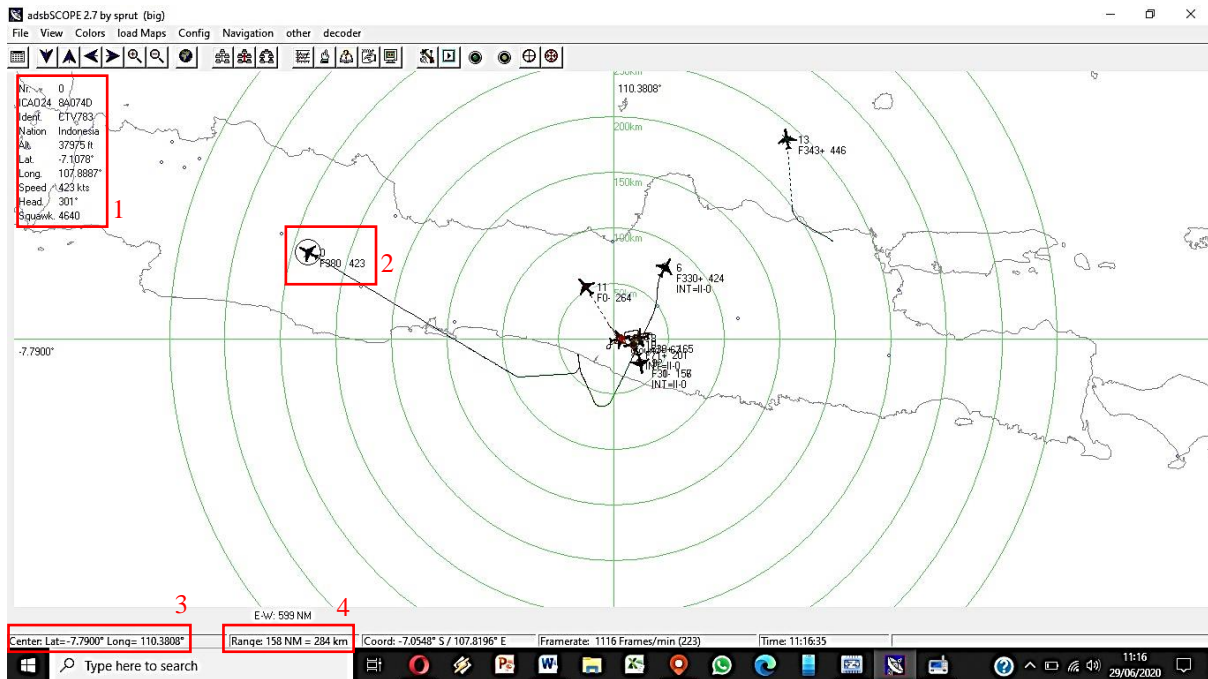 adsbSCOPE 2.7 by sprut (big)
File View Colors load Maps Config Navigation other decoder
Nr. 0
ICAO24 8A074D
Ident. CTV783
Nation Indonesia
Alt. 37975 ft
Lat. -7.1078°
Long. 107.8887°
Speed 423 kts
Head. 301°
Squawk. 4640
1
250km
110.3808°
200km
150km
100km
50km
13
F343+ 446
0
F380 423
2
6
F330+ 424
INT=II-0
11
F0- 264
INT=II-0
-7.7900°
3
E-W: 599 NM
4
Center: Lat=-7.7900° Long= 110.3808°
Range: 158 NM = 284 km
Coord: -7.0548° S / 107.8196° E
Framerate: 1116 Frames/min (223)
Time: 11:16:35
Type here to search
11:16
29/06/2020